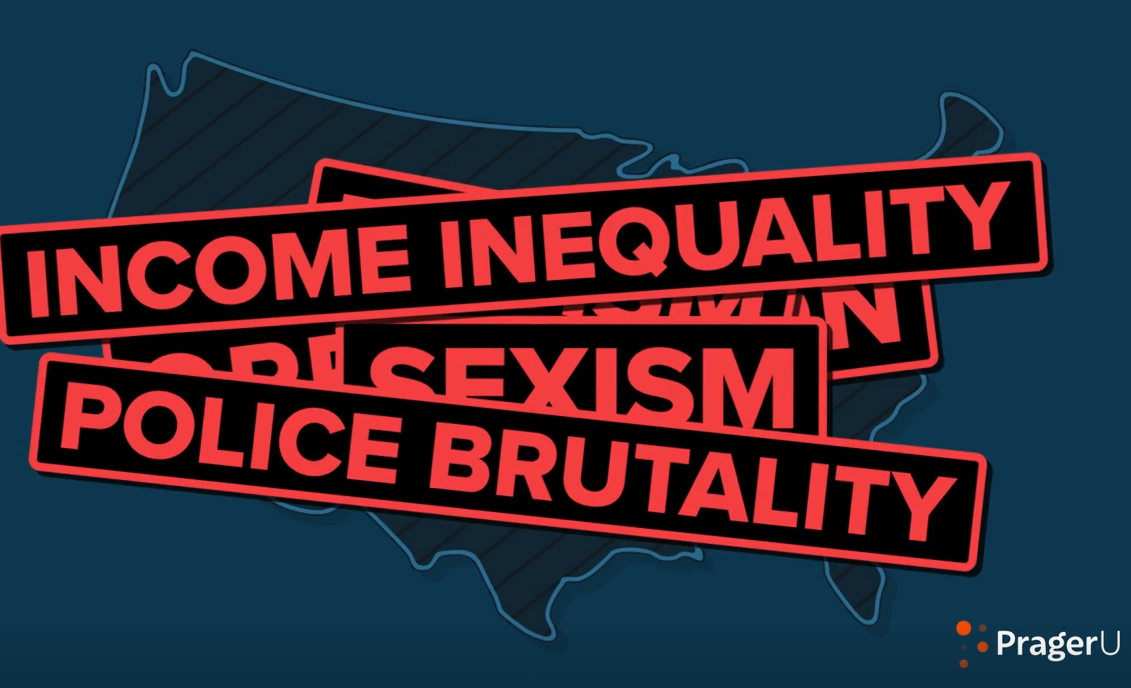 INCOME INEQUALITY
SEXISM
POLICE BRUTALITY
PragerU